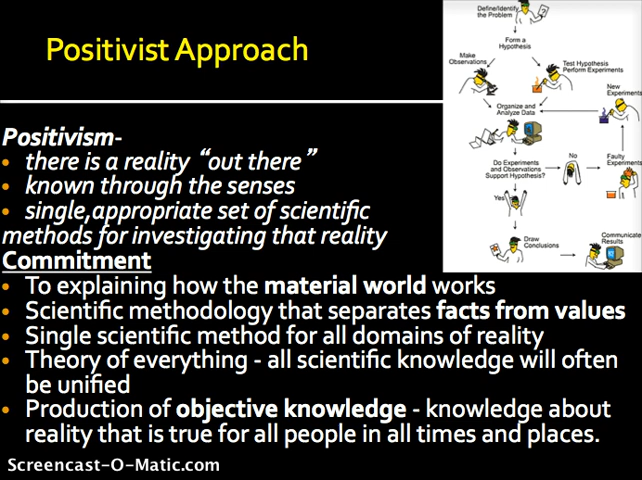 Positivist Approach
Define/Identify
the Problem
Form a
Hypothesis
Make
Observations
Test Hypothesis
Perform Experiments
New
Experiments
Organize and
Analyze Data
Do Experiments
and Observations
Support Hypothesis?
No
Faulty
Experiments
Yes
Draw
Conclusions
Communicate
Results
Positivism-
• there is a reality “out there”
• known through the senses
• single,appropriate set of scientific
methods for investigating that reality
Commitment
• To explaining how the material world works
• Scientific methodology that separates facts from values
• Single scientific method for all domains of reality
• Theory of everything - all scientific knowledge will often
be unified
• Production of objective knowledge - knowledge about
reality that is true for all people in all times and places.
Screencast-O-Matic.com